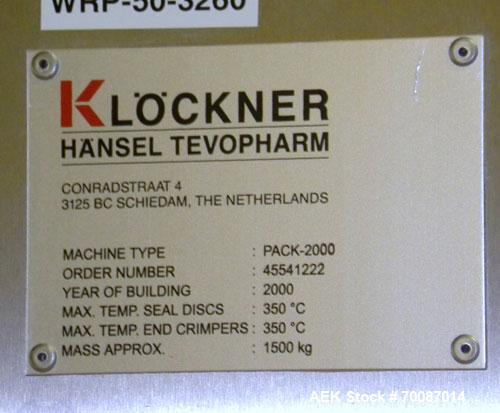 WRP-50-3260
KLÖCKNER
HÄNSEL TEVOPHARM
CONRADSTRAAT 4
3125 BC SCHIEDAM, THE NETHERLANDS
MACHINE TYPE : PACK-2000
ORDER NUMBER : 45541222
YEAR OF BUILDING : 2000
MAX. TEMP. SEAL DISCS : 350 °C
MAX. TEMP. END CRIMPERS : 350 °C
MASS APPROX. : 1500 kg
AEK Stock # 70087014